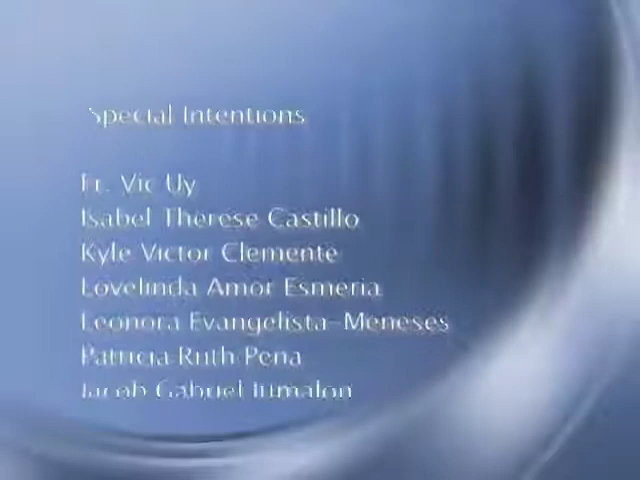 Special Intentions
Fr. Vic Uy
Isabel Therese Castillo
Kyle Victor Clemente
Lovelinda Amor Esmeria
Leonora Evangelista-Meneses
Patricia Ruth Pena
Jacob Gabriel Jumalon